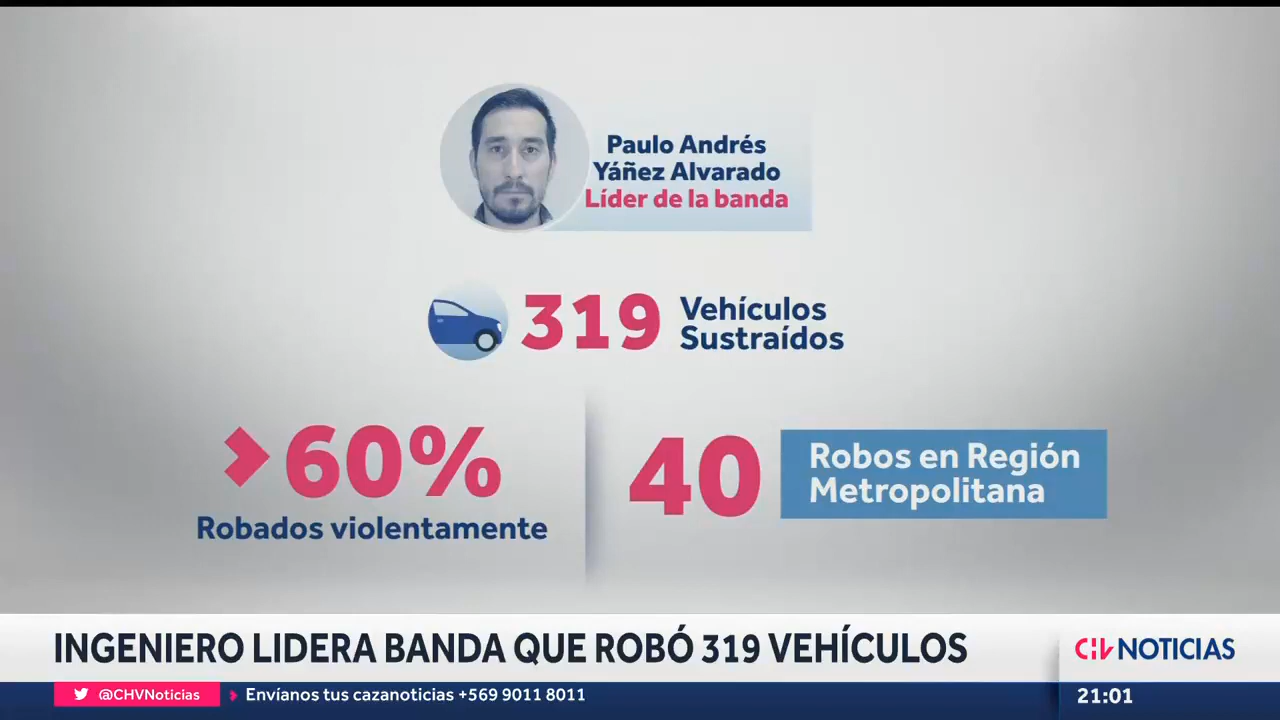 Paulo Andrés
Yáñez Alvarado
Líder de la banda
319
Vehículos
Sustraídos
60%
Robados violentamente
40
Robos en Región
Metropolitana
INGENIERO LIDERA BANDA QUE ROBÓ 319 VEHÍCULOS
CHV NOTICIAS
@CHVNoticias
Envíanos tus cazanoticias +569 9011 8011
21:01